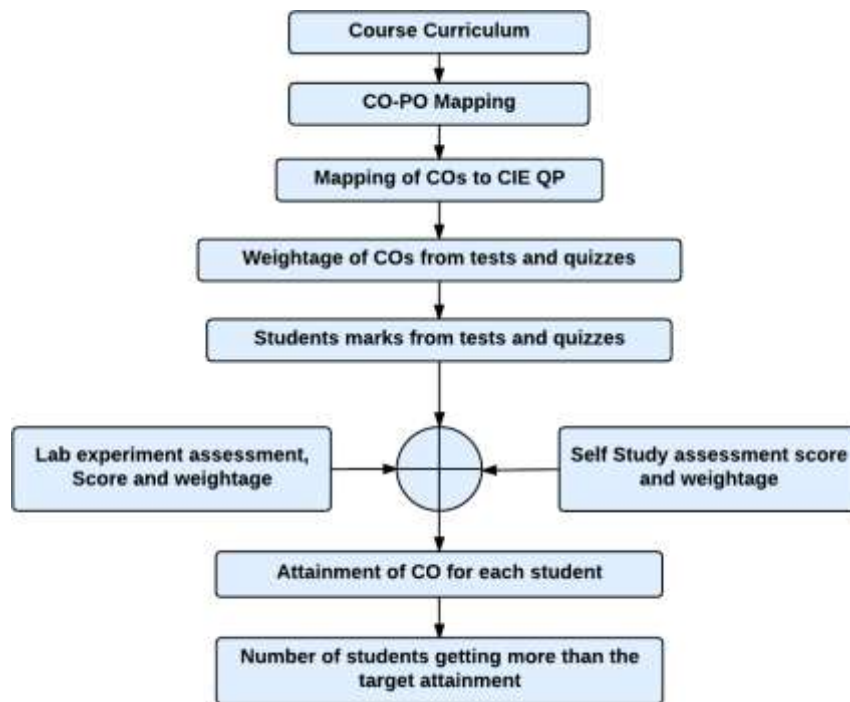 Course Curriculum
CO-PO Mapping
Mapping of COs to CIE QP
Weightage of COs from tests and quizzes
Students marks from tests and quizzes
Lab experiment assessment,
Score and weightage
Self Study assessment score
and weightage
Attainment of CO for each student
Number of students getting more than the
target attainment